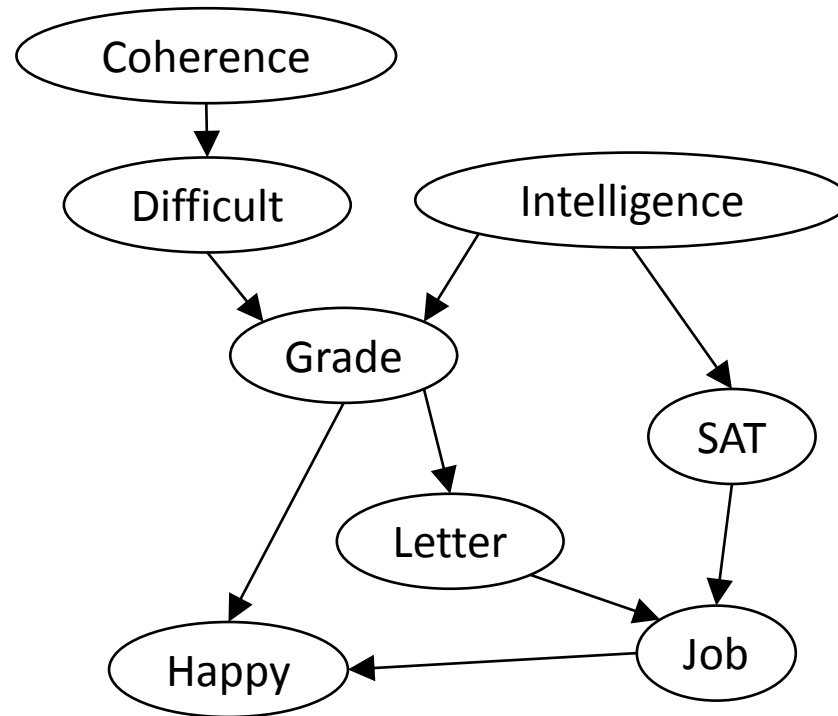 Coherence
Difficult
Intelligence
Grade
SAT
Letter
Happy
Job